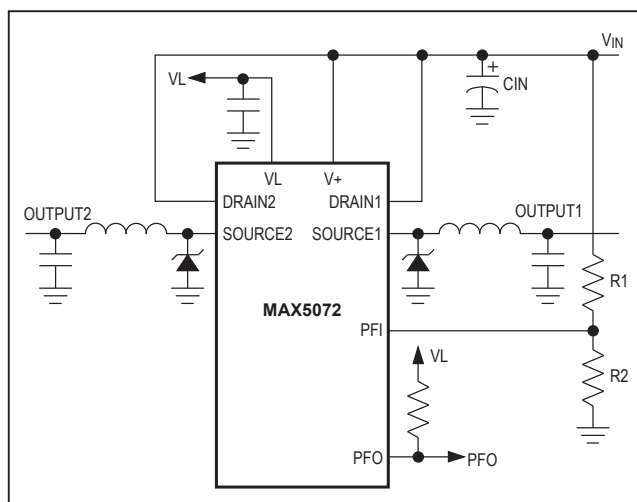 VIN
VL
CIN
VL
V+
DRAIN2
DRAIN1
OUTPUT2
OUTPUT1
SOURCE2
SOURCE1
R1
MAX5072
PFI
VL
R2
PFO
PFO